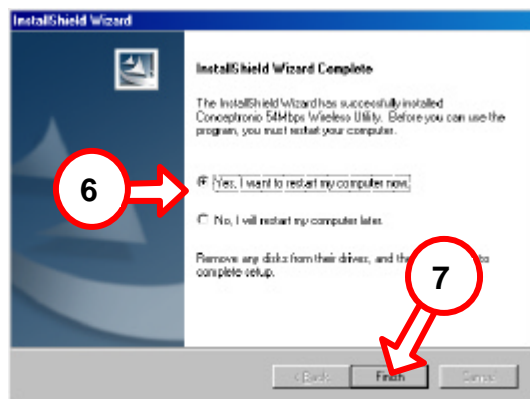 InstallShield Wizard
InstallShield Wizard Complete
The InstallShield Wizard has successfully installed
Conceptronic 54Mbps Wireless Utility. Before you can use the
program, you must restart your computer.
6
Yes, I want to restart my computer now.
No, I will restart my computer later.
Remove any disks from their drives, and to
complete setup.
7
< Back
Finish
Cancel